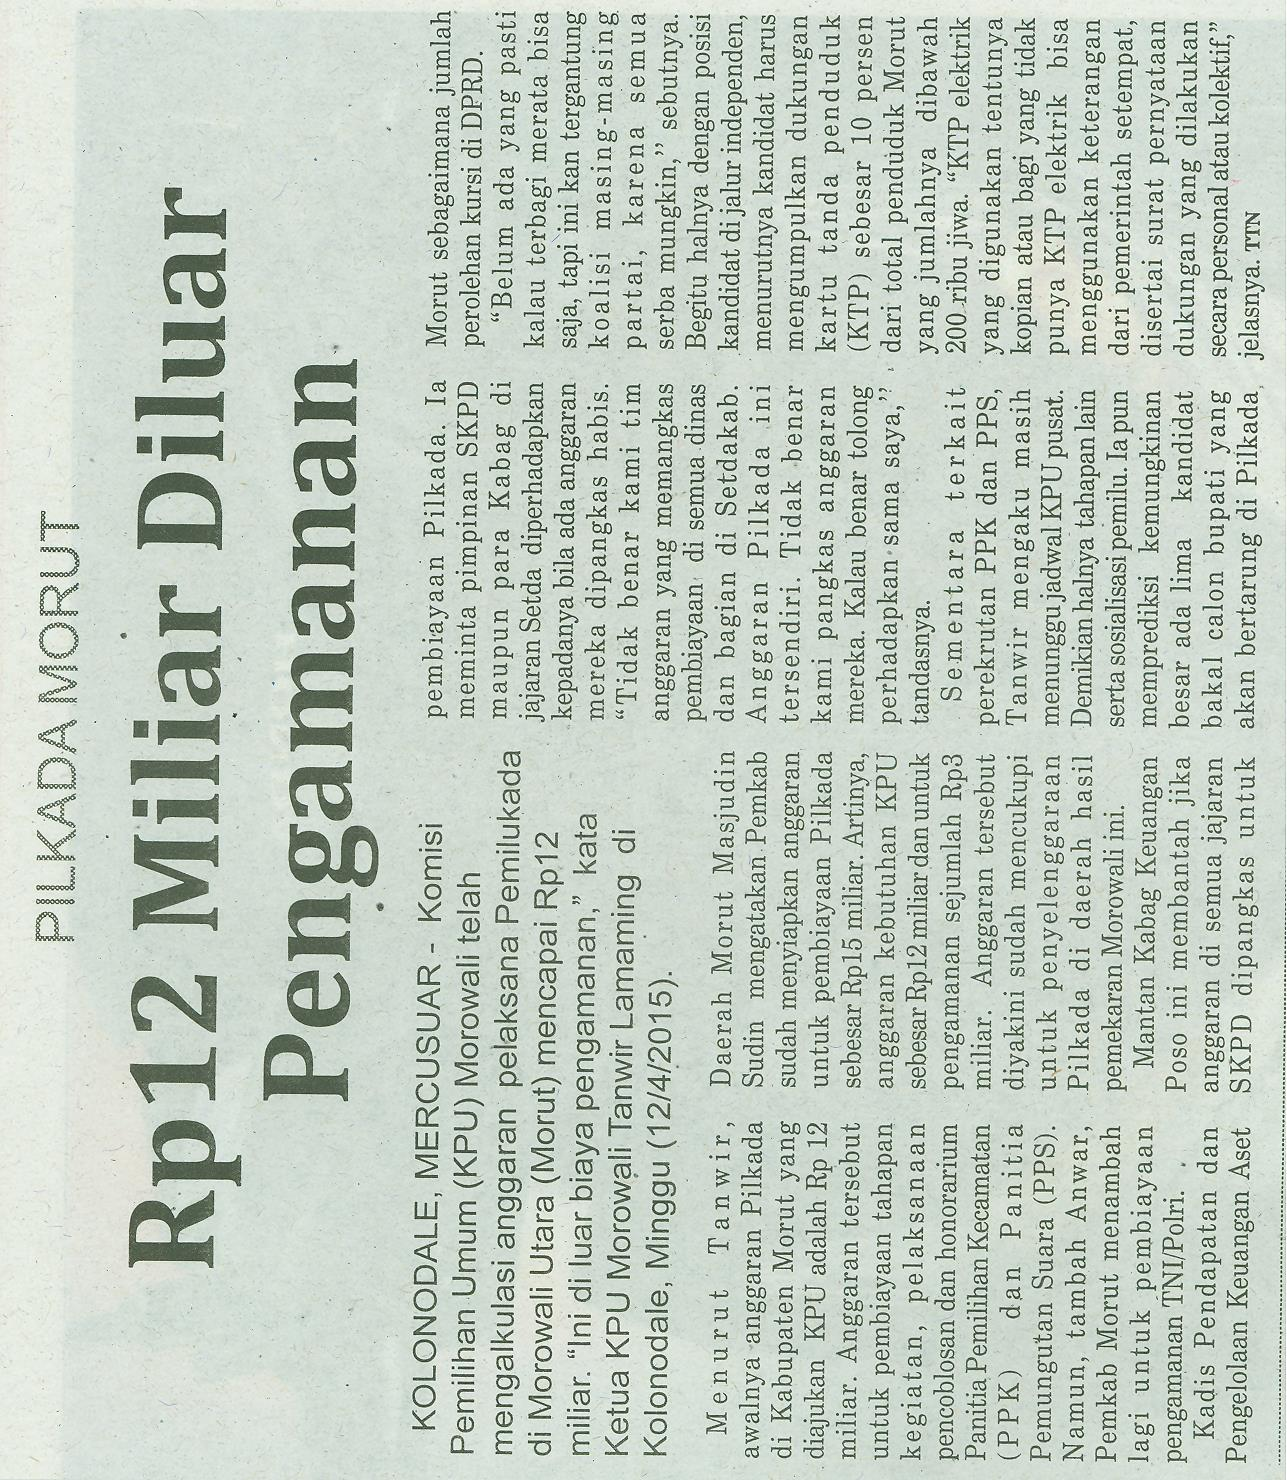 PILKADA MORUT
Rp12 Miliar Diluar
Pengamanan
KOLONODALE, MERCUSUAR - Komisi
Pemilihan Umum (KPU) Morowali telah
mengalkulasi anggaran pelaksana Pemilukada
di Morowali Utara (Morut) mencapai Rp12
miliar. “Ini di luar biaya pengamanan,” kata
Ketua KPU Morowali Tanwir Lamaming di
Kolonodale, Minggu (12/4/2015).
Menurut Tanwir,
awalnya anggaran Pilkada
di Kabupaten Morut yang
diajukan KPU adalah Rp 12
miliar. Anggaran tersebut
untuk pembiayaan tahapan
kegiatan, pelaksanaan
pencoblosan dan honorarium
Panitia Pemilihan Kecamatan
(PPK) dan Panitia
Pemungutan Suara (PPS).
Namun, tambah Anwar,
Pemkab Morut menambah
lagi untuk pembiayaan
pengamanan TNI/Polri.
Kadis Pendapatan dan
Pengelolaan Keuangan Aset
Daerah Morut Masjudin
Sudin mengatakan Pemkab
sudah menyiapkan anggaran
untuk pembiayaan Pilkada
sebesar Rp15 miliar. Artinya,
anggaran kebutuhan KPU
sebesar Rp12 miliar dan untuk
pengamanan sejumlah Rp3
miliar. Anggaran tersebut
diyakini sudah mencukupi
untuk penyelenggaraan
Pilkada di daerah hasil
pemekaran Morowali ini.
Mantan Kabag Keuangan
Poso ini membantah jika
anggaran di semua jajaran
SKPD dipangkas untuk
pembiayaan Pilkada. Ia
meminta pimpinan SKPD
maupun para Kabag di
jajaran Setda diperhadapkan
kepadanya bila ada anggaran
mereka dipangkas habis.
“Tidak benar kami tim
anggaran yang memangkas
pembiayaan di semua dinas
dan bagian di Setdakab.
Anggaran Pilkada ini
tersendiri. Tidak benar
kami pangkas anggaran
mereka. Kalau benar tolong
perhadapkan sama saya,”
tandasnya.
Sementara terkait
perekrutan PPK dan PPS,
Tanwir mengaku masih
menunggu jadwal KPU pusat.
Demikian halnya tahapan lain
serta sosialisasi pemilu. Ia pun
memprediksi kemungkinan
besar ada lima kandidat
bakal calon bupati yang
akan bertarung di Pilkada
Morut sebagaimana jumlah
perolehan kursi di DPRD.
“Belum ada yang pasti
kalau terbagi merata bisa
saja, tapi ini kan tergantung
koalisi masing-masing
partai, karena semua
serba mungkin,” sebutnya.
Begitu halnya dengan posisi
kandidat di jalur independen,
menurutnya kandidat harus
mengumpulkan dukungan
kartu tanda penduduk
(KTP) sebesar 10 persen
dari total penduduk Morut
yang jumlahnya dibawah
200 ribu jiwa. “KTP elektrik
yang digunakan tentunya
kopian atau bagi yang tidak
punya KTP elektrik bisa
menggunakan keterangan
dari pemerintah setempat,
disertai surat pernyataan
dukungan yang dilakukan
secara personal atau kolektif,”
jelasnya. TTN